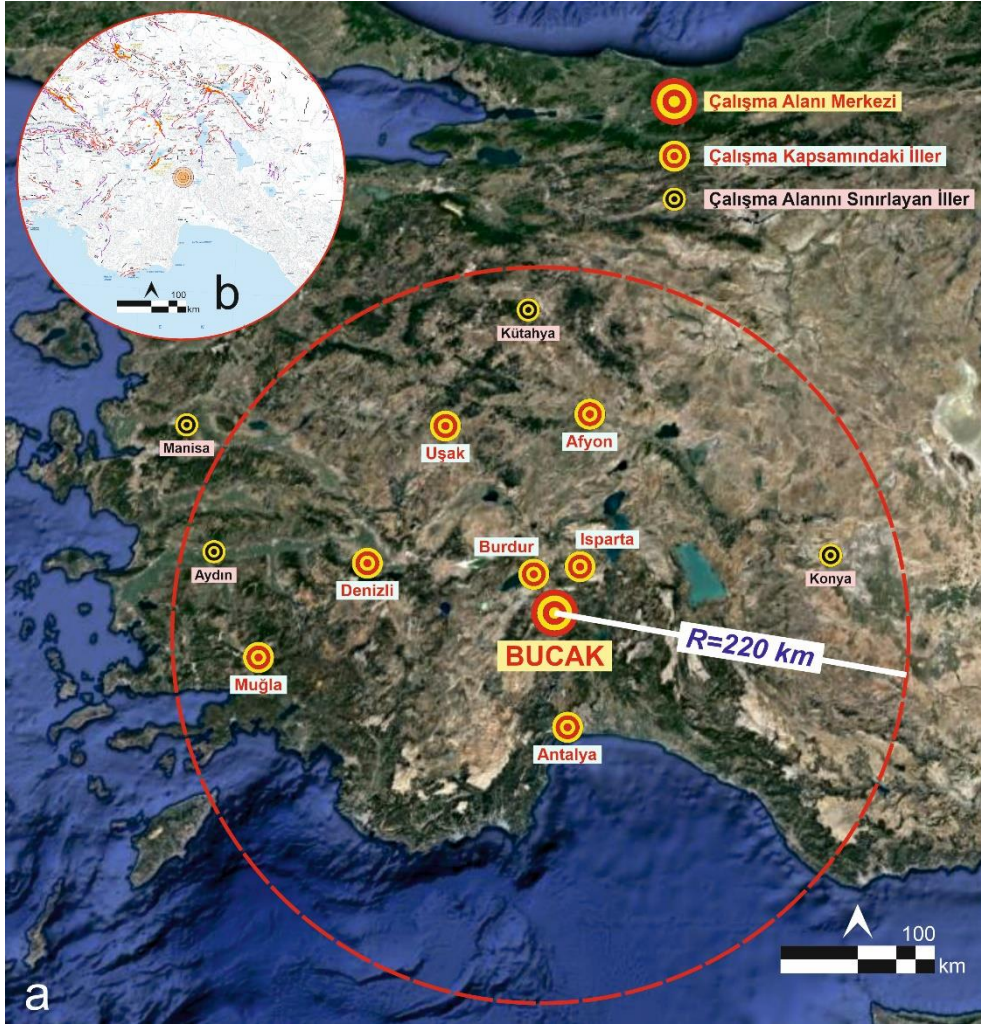 Çalışma Alanı Merkezi
Çalışma Kapsamındaki İller
Çalışma Alanını Sınırlayan İller
100
km
b
Kütahya
Manisa
Uşak
Afyon
Aydın
Denizli
Burdur
Isparta
Konya
BUCAK
R=220 km
Muğla
Antalya
100
km
a